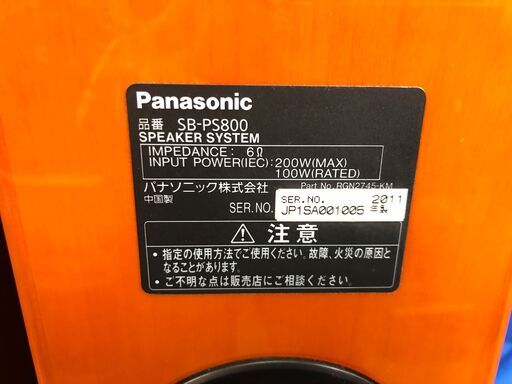 Panasonic
品番 SB-PS800
SPEAKER SYSTEM
IMPEDANCE: 6Ω
INPUT POWER(IEC): 200W(MAX)
100W(RATED)
パナソニック株式会社 Part No. RGN2745-KM
中国製
SER.NO. SER.NO. 2011
JP1SA001005 年製
⚠ 注意
• 指定の使用方法でご使用ください。故障、火災の原因と
なることがあります。
• ご不明な点は販売店にご相談ください。